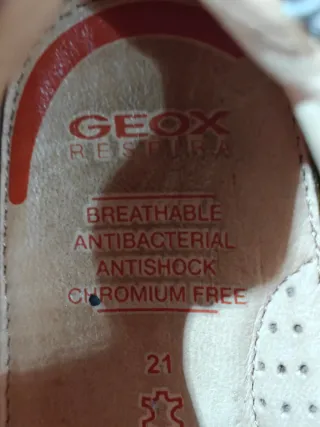 GEOX
RESPIRA
BREATHABLE
ANTIBACTERIAL
ANTISHOCK
CHROMIUM FREE
21